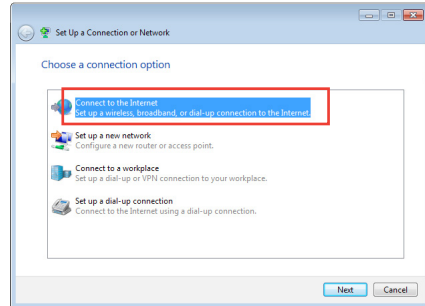 Set Up a Connection or Network
Choose a connection option
Connect to the Internet
Set up a wireless, broadband, or dial-up connection to the Internet.
Set up a new network
Configure a new router or access point.
Connect to a workplace
Set up a dial-up or VPN connection to your workplace.
Set up a dial-up connection
Connect to the Internet using a dial-up connection.
Next Cancel